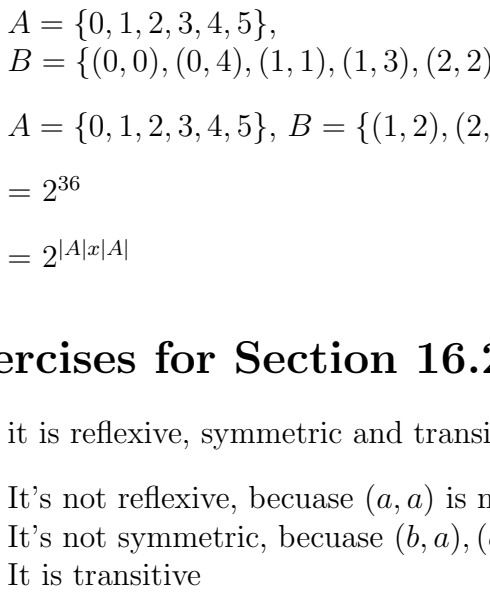 A = {0, 1, 2, 3, 4, 5},
B = {(0, 0), (0, 4), (1, 1), (1, 3), (2, 2)
A = {0, 1, 2, 3, 4, 5}, B = {(1, 2), (2,
= 2^{36}
= 2^{|A|x|A|}
ercises for Section 16.2
it is reflexive, symmetric and transi
It's not reflexive, becuase (a, a) is n
It's not symmetric, becuase (b, a), (
It is transitive